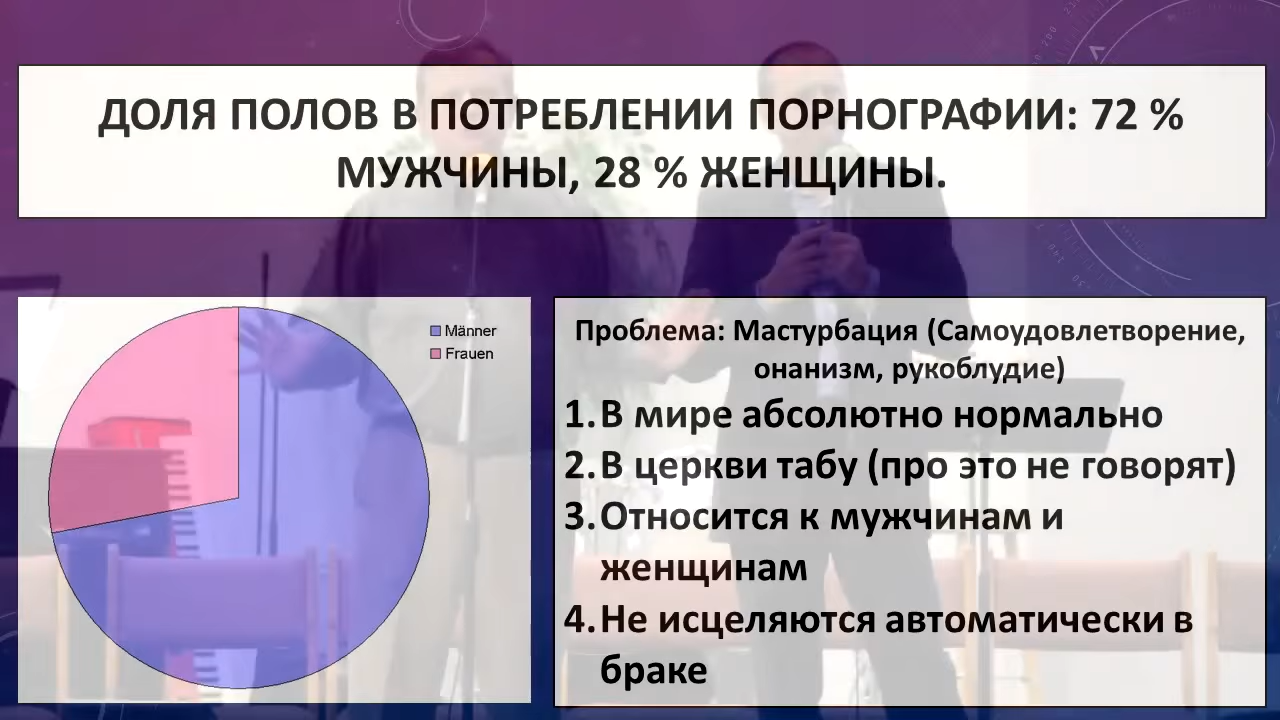 ДОЛЯ ПОЛОВ В ПОТРЕБЛЕНИИ ПОРНОГРАФИИ: 72 %
МУЖЧИНЫ, 28 % ЖЕНЩИНЫ.
Männer
Frauen
Проблема: Мастурбация (Самоудовлетворение,
онанизм, рукоблудие)
1. В мире абсолютно нормально
2. В церкви табу (про это не говорят)
3. Относится к мужчинам и
женщинам
4. Не исцеляются автоматически в
браке